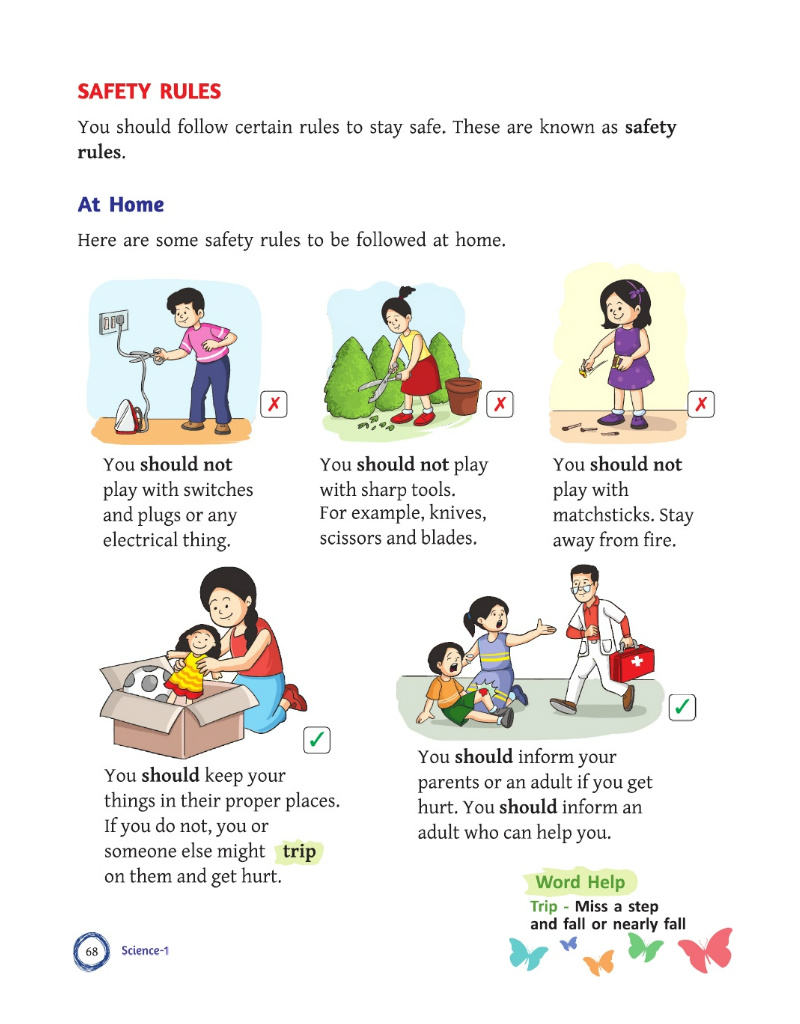 SAFETY RULES
You should follow certain rules to stay safe. These are known as safety
rules.
At Home
Here are some safety rules to be followed at home.
You should not
play with switches
and plugs or any
electrical thing.
You should not play
with sharp tools.
For example, knives,
scissors and blades.
You should not
play with
matchsticks. Stay
away from fire.
You should keep your
things in their proper places.
If you do not, you or
someone else might trip
on them and get hurt.
You should inform your
parents or an adult if you get
hurt. You should inform an
adult who can help you.
Word Help
Trip - Miss a step
and fall or nearly fall
68
Science-1